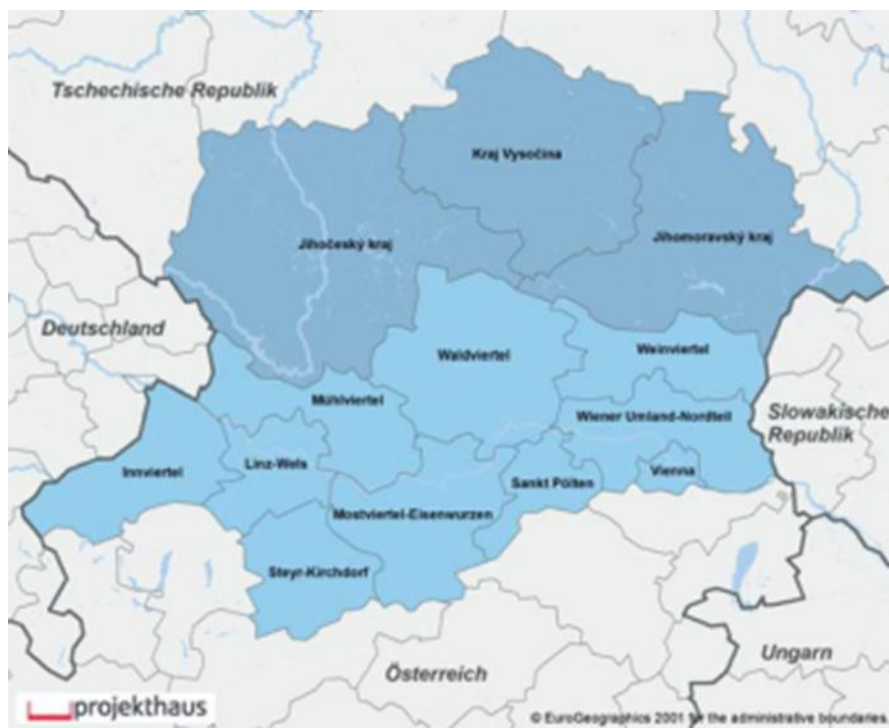 Tschechische Republik
Kraj Vysočina
Jihočeský kraj
Jihomoravský kraj
Deutschland
Waldviertel
Weinviertel
Mühlviertel
Wiener Umland-Nordteil
Slowakische
Republik
Innviertel
Linz-Wels
Sankt Pölten
Vienna
Mostviertel-Eisenwurzen
Steyr-Kirchdorf
Österreich
Ungarn
projekthaus
© EuroGeographics 2001 for the administrative boundaries